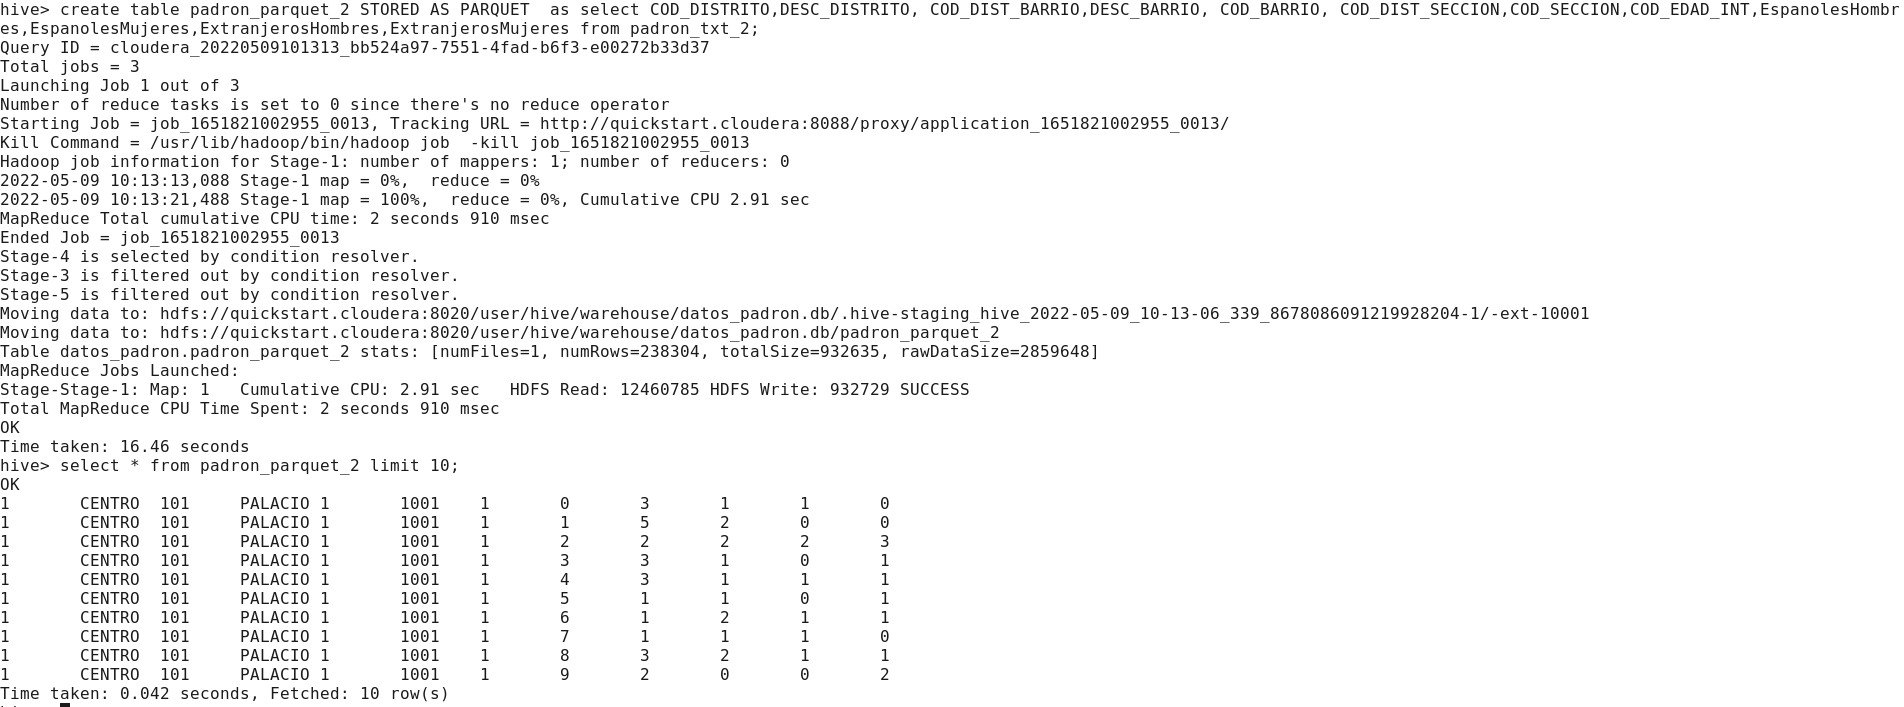 hive> create table padron_parquet_2 STORED AS PARQUET  as select COD_DISTRITO,DESC_DISTRITO, COD_DIST_BARRIO,DESC_BARRIO, COD_BARRIO, COD_DIST_SECCION,COD_SECCION,COD_EDAD_INT,EspanolesHombr
es,EspanolesMujeres,ExtranjerosHombres,ExtranjerosMujeres from padron_txt_2;
Query ID = cloudera_20220509101313_bb524a97-7551-4fad-b6f3-e00272b33d37
Total jobs = 3
Launching Job 1 out of 3
Number of reduce tasks is set to 0 since there's no reduce operator
Starting Job = job_1651821002955_0013, Tracking URL = http://quickstart.cloudera:8088/proxy/application_1651821002955_0013/
Kill Command = /usr/lib/hadoop/bin/hadoop job  -kill job_1651821002955_0013
Hadoop job information for Stage-1: number of mappers: 1; number of reducers: 0
2022-05-09 10:13:13,088 Stage-1 map = 0%,  reduce = 0%
2022-05-09 10:13:21,488 Stage-1 map = 100%,  reduce = 0%, Cumulative CPU 2.91 sec
MapReduce Total cumulative CPU time: 2 seconds 910 msec
Ended Job = job_1651821002955_0013
Stage-4 is selected by condition resolver.
Stage-3 is filtered out by condition resolver.
Stage-5 is filtered out by condition resolver.
Moving data to: hdfs://quickstart.cloudera:8020/user/hive/warehouse/datos_padron.db/.hive-staging_hive_2022-05-09_10-13-06_339_8678086091219928204-1/-ext-10001
Moving data to: hdfs://quickstart.cloudera:8020/user/hive/warehouse/datos_padron.db/padron_parquet_2
Table datos_padron.padron_parquet_2 stats: [numFiles=1, numRows=238304, totalSize=932635, rawDataSize=2859648]
MapReduce Jobs Launched:
Stage-Stage-1: Map: 1   Cumulative CPU: 2.91 sec   HDFS Read: 12460785 HDFS Write: 932729 SUCCESS
Total MapReduce CPU Time Spent: 2 seconds 910 msec
OK
Time taken: 16.46 seconds
hive> select * from padron_parquet_2 limit 10;
OK
1       CENTRO  101     PALACIO 1       1001    1       0       3       1       1       0
1       CENTRO  101     PALACIO 1       1001    1       1       5       2       0       0
1       CENTRO  101     PALACIO 1       1001    1       2       2       2       2       3
1       CENTRO  101     PALACIO 1       1001    1       3       3       1       0       1
1       CENTRO  101     PALACIO 1       1001    1       4       3       1       1       1
1       CENTRO  101     PALACIO 1       1001    1       5       1       1       0       1
1       CENTRO  101     PALACIO 1       1001    1       6       1       2       1       1
1       CENTRO  101     PALACIO 1       1001    1       7       1       1       1       0
1       CENTRO  101     PALACIO 1       1001    1       8       3       2       1       1
1       CENTRO  101     PALACIO 1       1001    1       9       2       0       0       2
Time taken: 0.042 seconds, Fetched: 10 row(s)